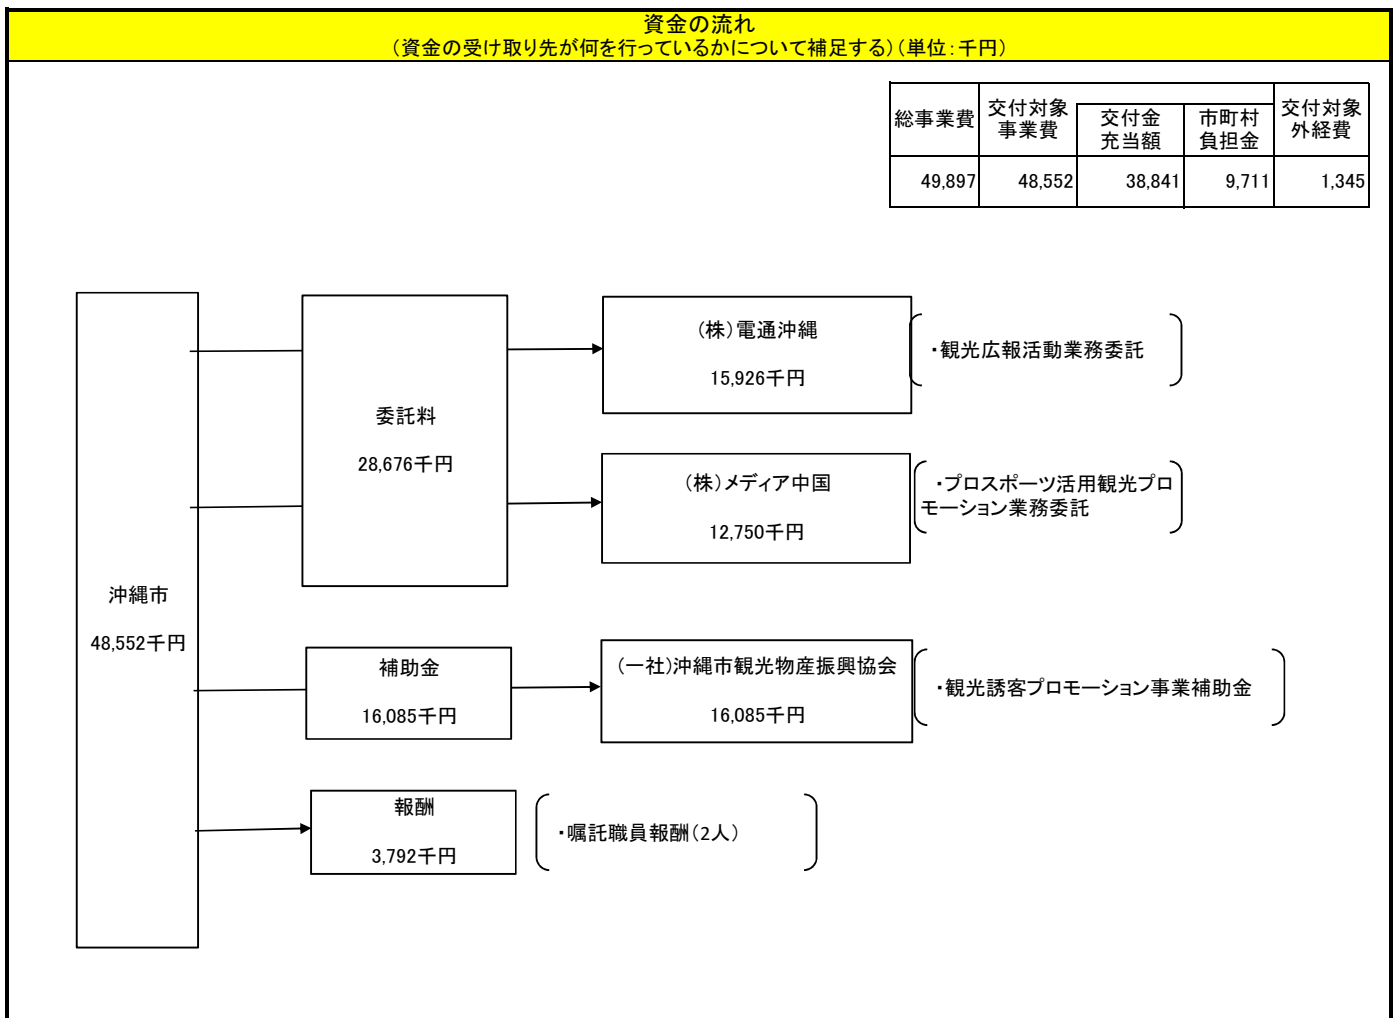 資金の流れ
（資金の受け取り先が何を行っているかについて補足する）（単位：千円）
総事業費
交付対象
事業費
交付金
充当額
市町村
負担金
交付対象
外経費
49,897 48,552 38,841 9,711 1,345
（株）電通沖縄
15,926千円
・観光広報活動業務委託
委託料
28,676千円
（株）メディア中国
12,750千円
・プロスポーツ活用観光プロ
モーション業務委託
沖縄市
48,552千円
補助金
16,085千円
（一社）沖縄市観光物産振興協会
16,085千円
・観光誘客プロモーション事業補助金
報酬
3,792千円
・嘱託職員報酬（2人）